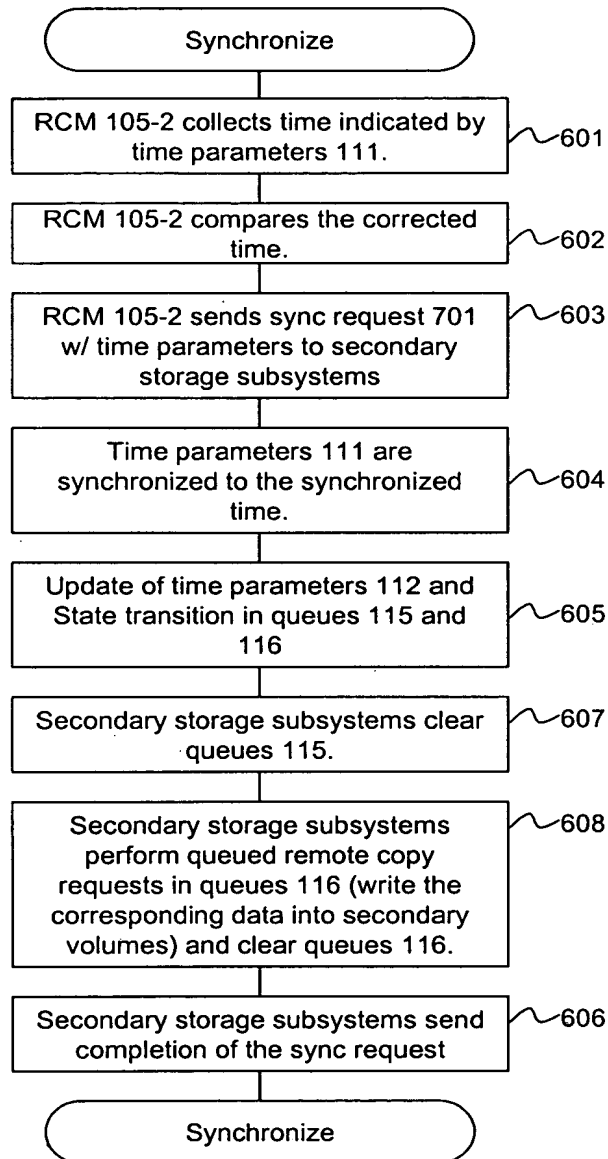 Synchronize
RCM 105-2 collects time indicated by
time parameters 111.
601
RCM 105-2 compares the corrected
time.
602
RCM 105-2 sends sync request 701
w/ time parameters to secondary
storage subsystems
603
Time parameters 111 are
synchronized to the synchronized
time.
604
Update of time parameters 112 and
State transition in queues 115 and
116
605
Secondary storage subsystems clear
queues 115.
607
Secondary storage subsystems
perform queued remote copy
requests in queues 116 (write the
corresponding data into secondary
volumes) and clear queues 116.
608
Secondary storage subsystems send
completion of the sync request
606
Synchronize